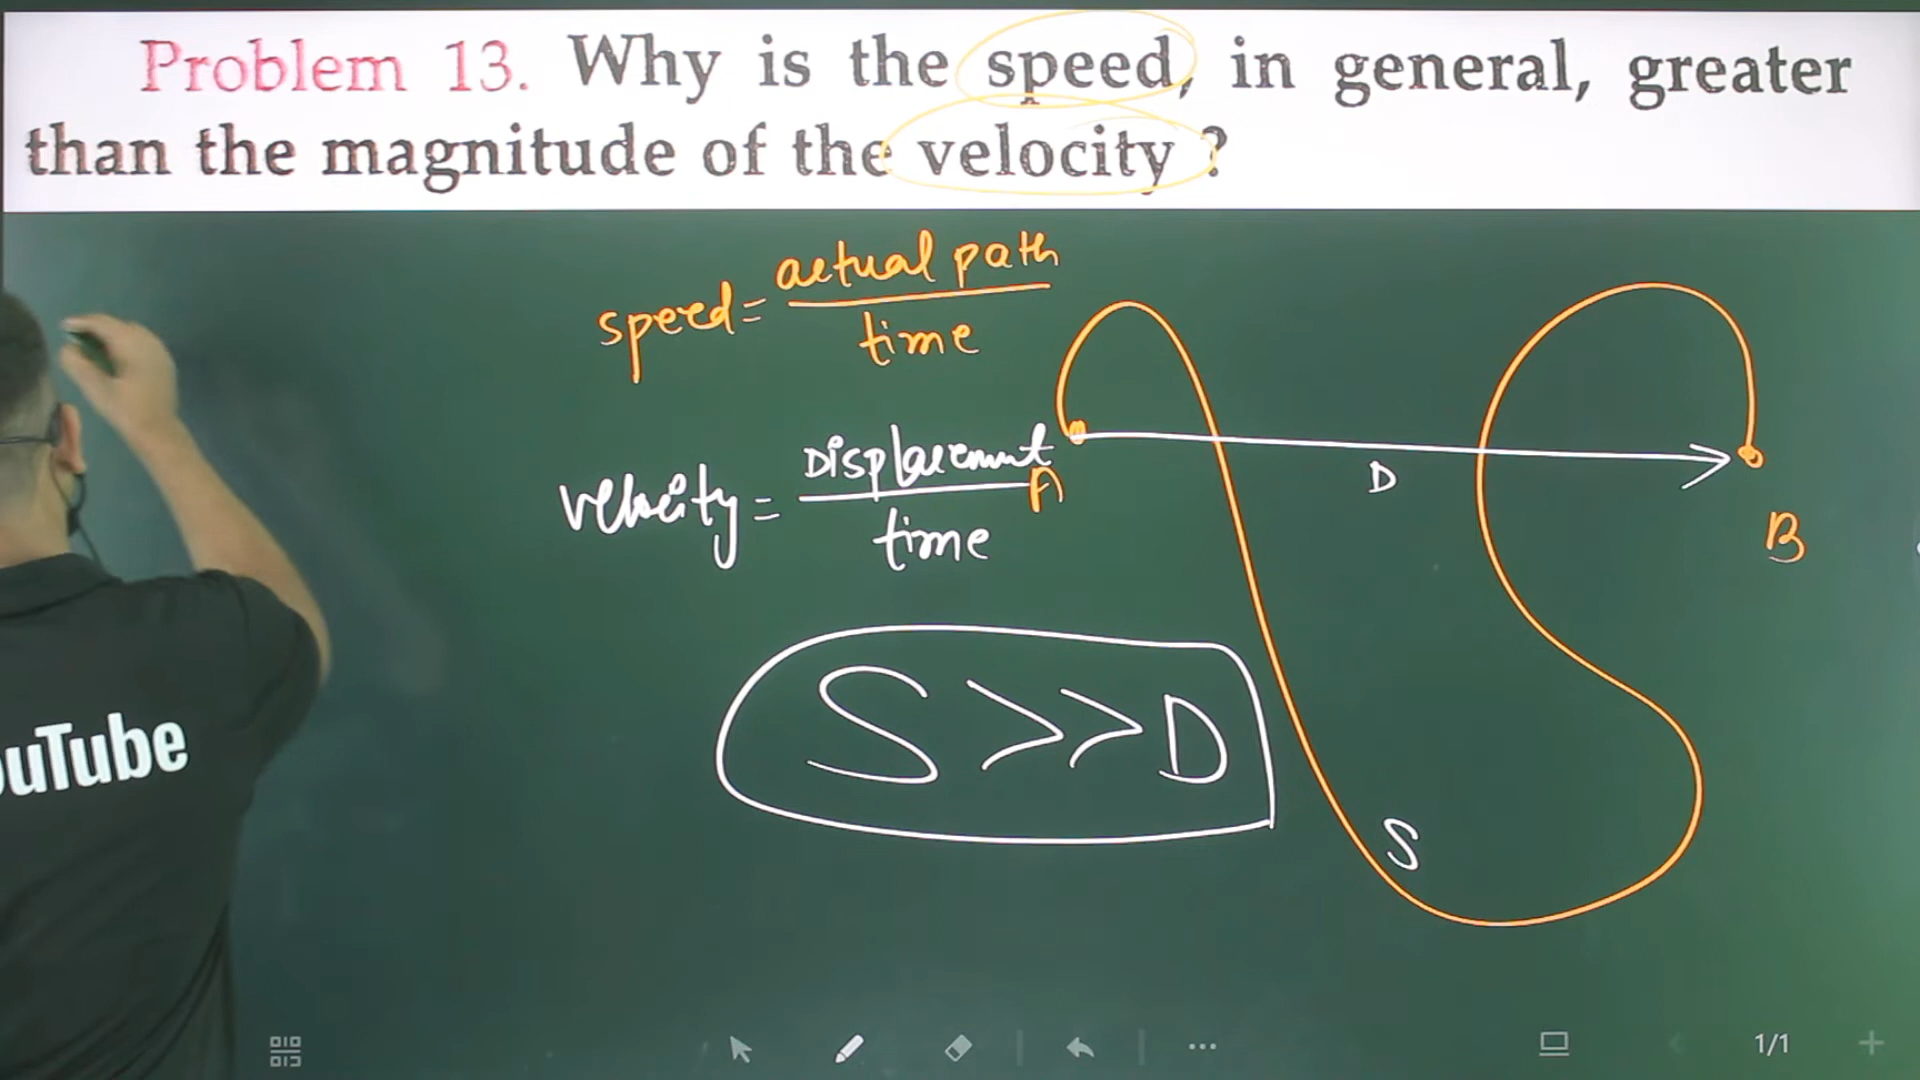 Problem 13. Why is the speed, in general, greater
than the magnitude of the velocity ?
speed = actual path
time
velocity = Displacement
time
A
D
B
S >> D
S
ouTube
1/1